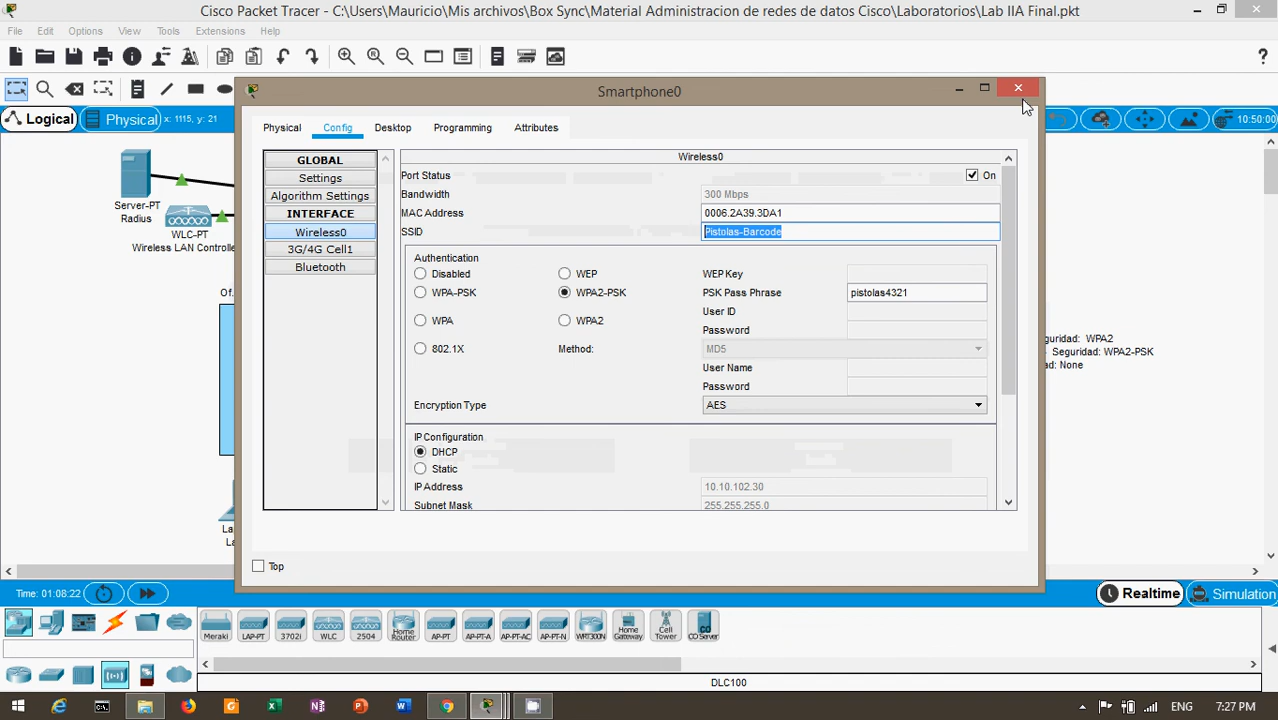 Cisco Packet Tracer - C:\Users\Mauricio\Mis archivos\Box Sync\Material Administracion de redes de datos Cisco\Laboratorios\Lab IIA Final.pkt
File Edit Options View Tools Extensions Help
Smartphone0
Logical Physical x: 1115, y: 21 10:50:00
Physical Config Desktop Programming Attributes
GLOBAL
Settings
Algorithm Settings
INTERFACE
Wireless0
3G/4G Cell1
Bluetooth
Wireless0
Port Status On
Bandwidth 300 Mbps
MAC Address 0006.2A39.3DA1
SSID Pistolas-Barcode
Authentication
Disabled WEP WEP Key
WPA-PSK WPA2-PSK PSK Pass Phrase pistolas4321
User ID
WPA WPA2 Password
802.1X Method: MD5
User Name
Password
Encryption Type AES
IP Configuration
DHCP
Static
IP Address 10.10.102.30
Subnet Mask 255.255.255.0
Top
Server-PT
Radius
WLC-PT
Wireless LAN Controlle
Of.
La
La
guridad: WPA2
Seguridad: WPA2-PSK
ad: None
Time: 01:08:22 Realtime Simulation
Meraki LAP-PT 3702i WLC 2504 Home Router AP-PT AP-PT-A AP-PT-AC AP-PT-N WRT300N Home Gateway Cell Tower CO Server
DLC100
ENG 7:27 PM